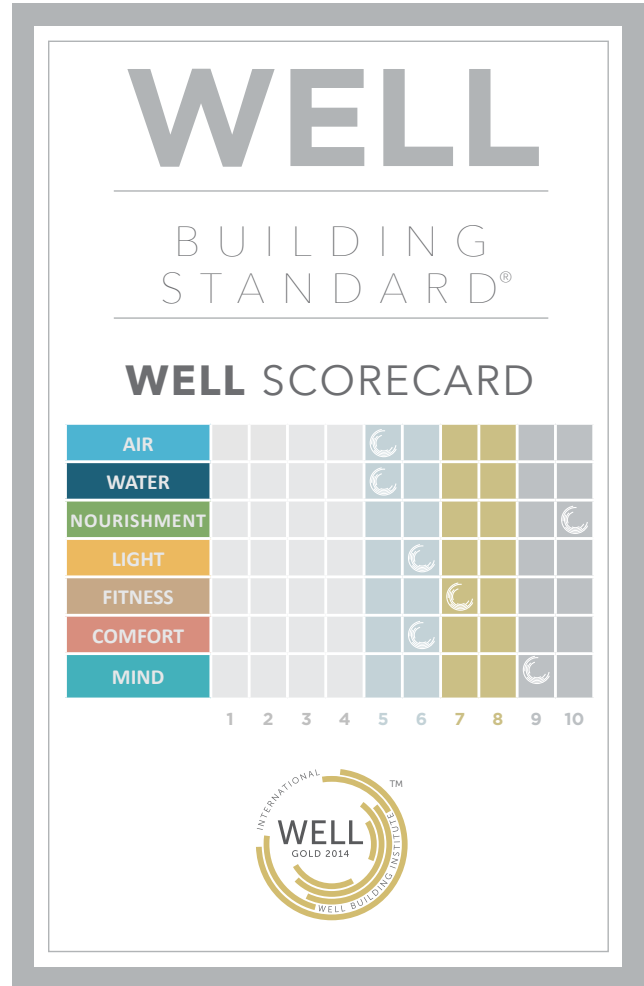 WELL
BUILDING
STANDARD®
WELL SCORECARD
AIR
WATER
NOURISHMENT
LIGHT
FITNESS
COMFORT
MIND
1 2 3 4 5 6 7 8 9 10
INTERNATIONAL
TM
WELL
GOLD 2014
WELL BUILDING INSTITUTE